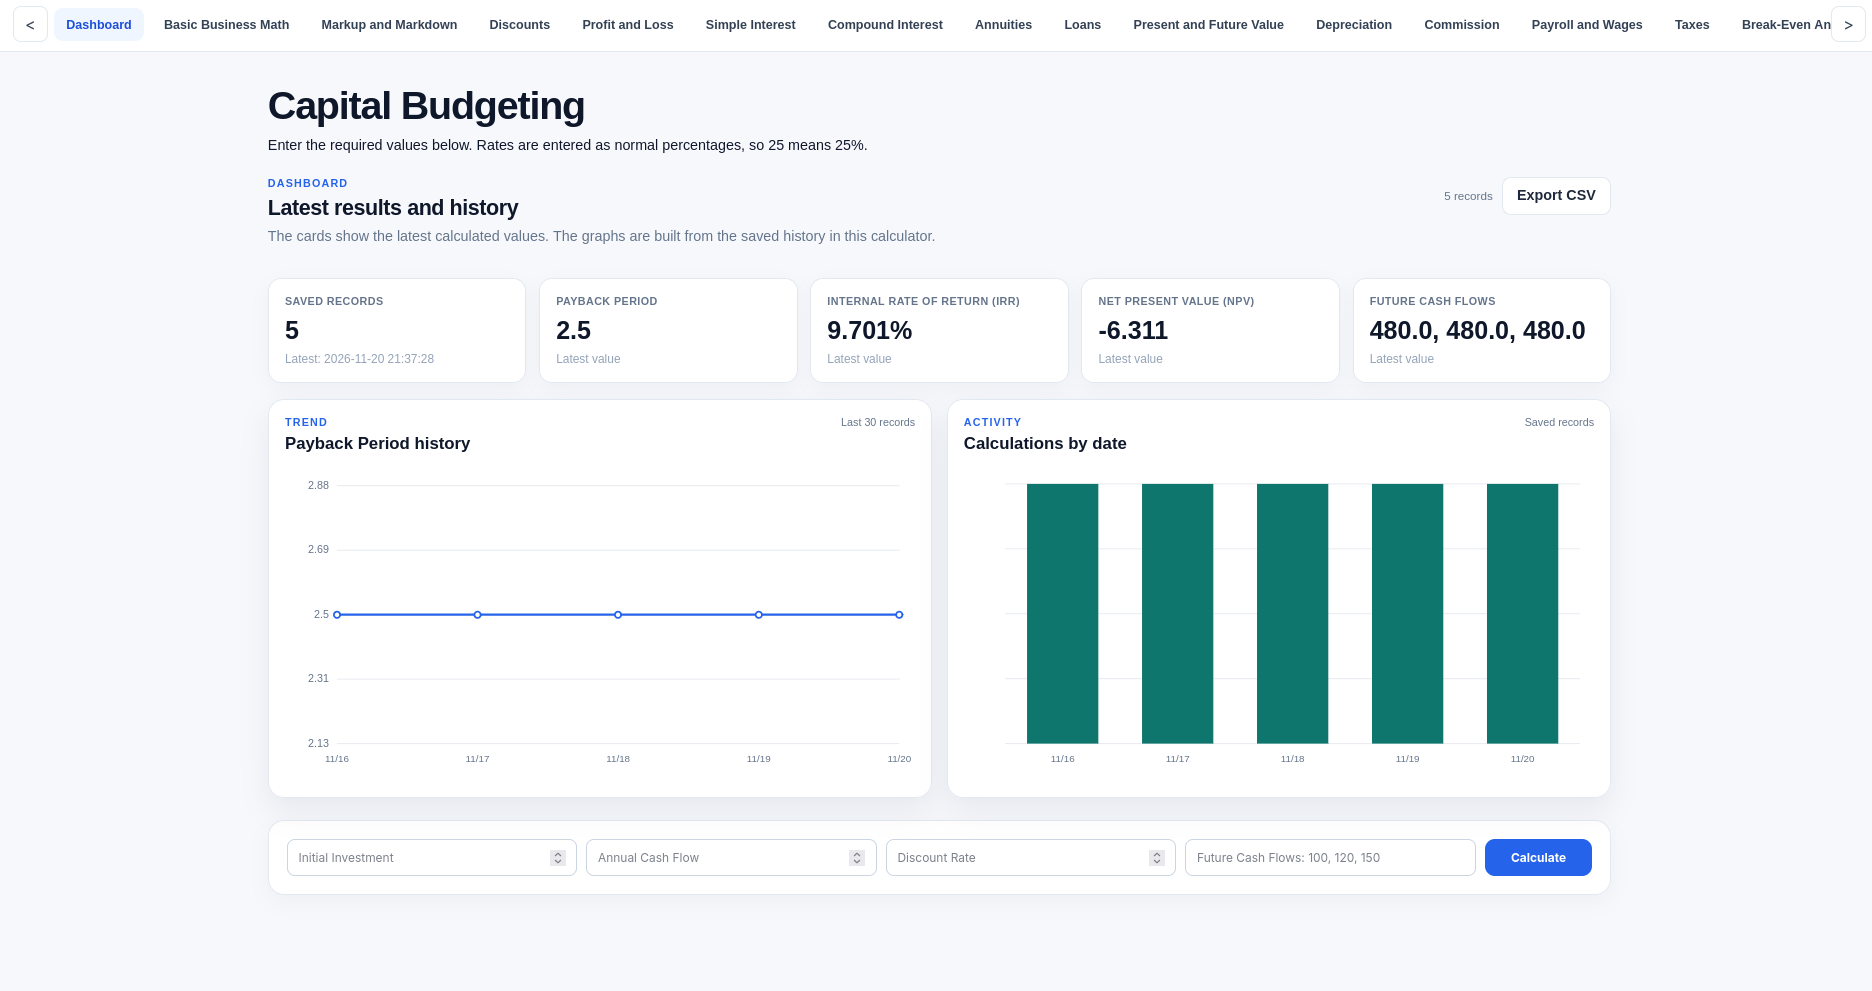 < Dashboard Basic Business Math Markup and Markdown Discounts Profit and Loss Simple Interest Compound Interest Annuities Loans Present and Future Value Depreciation Commission Payroll and Wages Taxes Break-Even An >
Capital Budgeting
Enter the required values below. Rates are entered as normal percentages, so 25 means 25%.
DASHBOARD
Latest results and history
The cards show the latest calculated values. The graphs are built from the saved history in this calculator.
5 records Export CSV
SAVED RECORDS
5
Latest: 2026-11-20 21:37:28
PAYBACK PERIOD
2.5
Latest value
INTERNAL RATE OF RETURN (IRR)
9.701%
Latest value
NET PRESENT VALUE (NPV)
-6.311
Latest value
FUTURE CASH FLOWS
480.0, 480.0, 480.0
Latest value
TREND Last 30 records
Payback Period history
2.88
2.69
2.5
2.31
2.13
11/16 11/17 11/18 11/19 11/20
ACTIVITY Saved records
Calculations by date
11/16 11/17 11/18 11/19 11/20
Initial Investment Annual Cash Flow Discount Rate Future Cash Flows: 100, 120, 150 Calculate